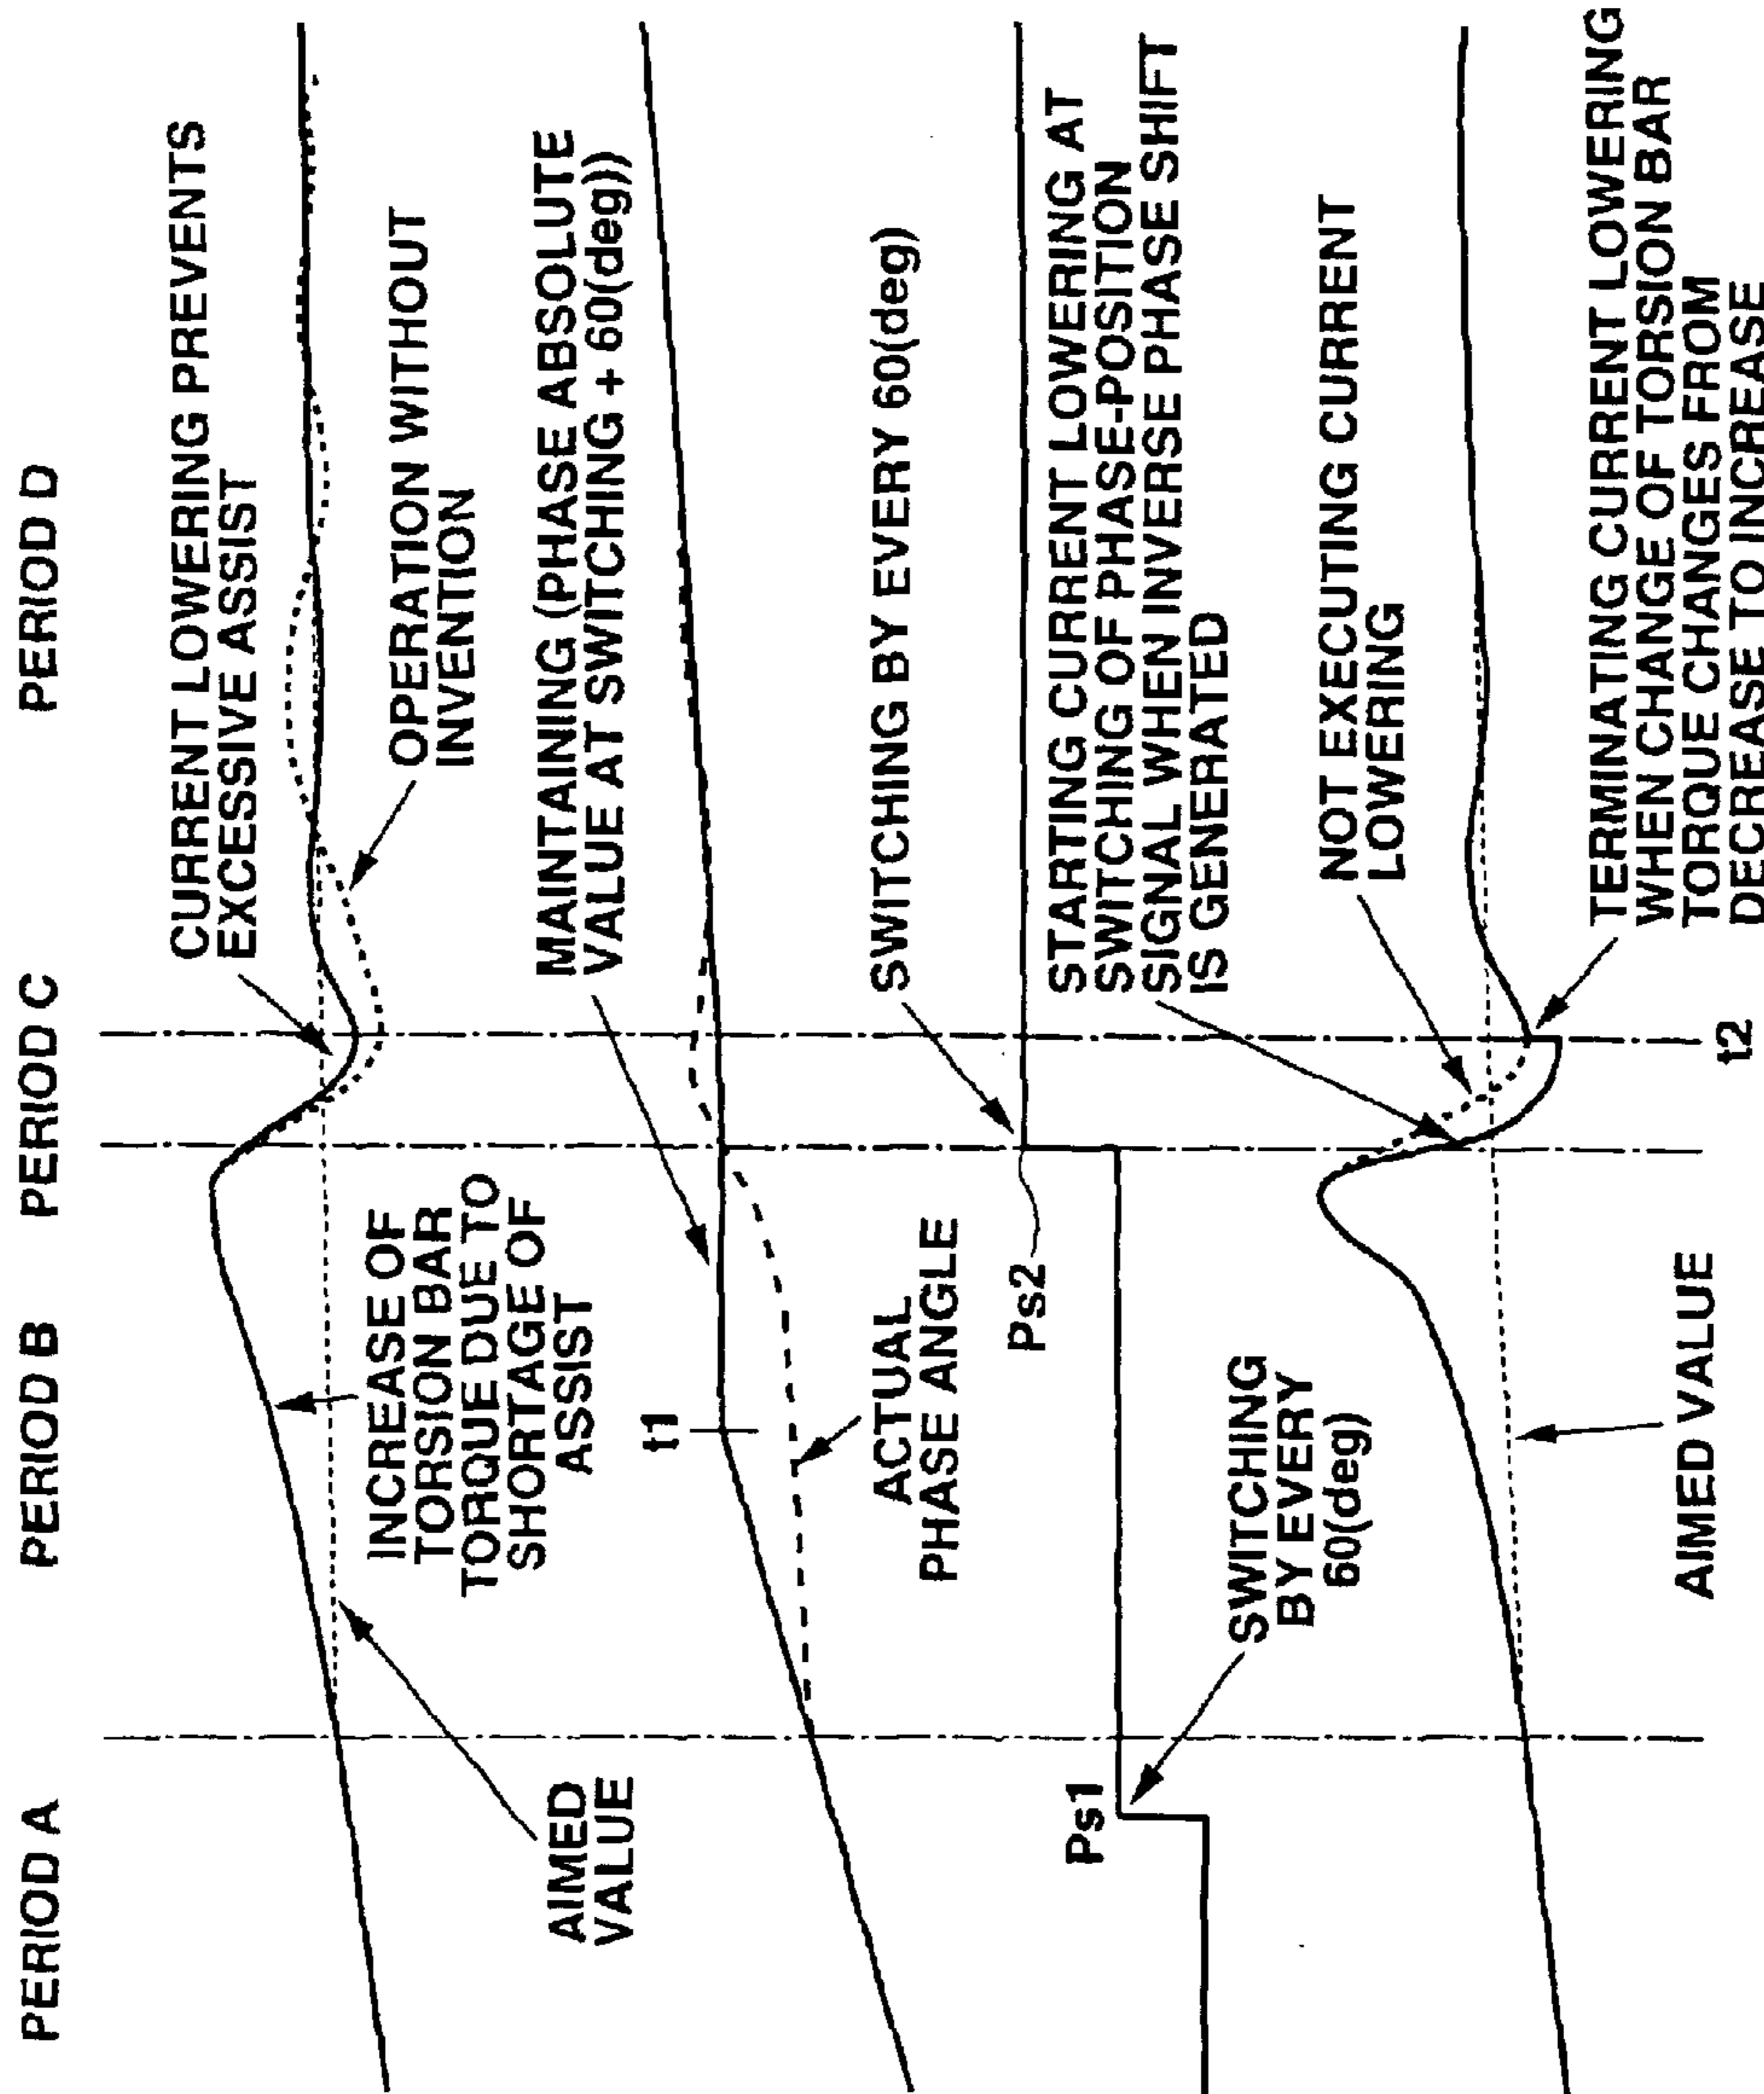 PERIOD A
PERIOD B
PERIOD C
PERIOD D
CURRENT LOWERING PREVENTS
EXCESSIVE ASSIST
OPERATION WITHOUT
INVENTION
INCREASE OF
TORSION BAR
TORQUE DUE TO
SHORTAGE OF
ASSIST
AIMED
VALUE
MAINTAINING (PHASE ABSOLUTE
VALUE AT SWITCHING + 60(deg))
t1
ACTUAL
PHASE ANGLE
SWITCHING BY EVERY 60(deg)
Ps2
Ps1
SWITCHING
BY EVERY
60(deg)
STARTING CURRENT LOWERING AT
SWITCHING OF PHASE-POSITION
SIGNAL WHEN INVERSE PHASE SHIFT
IS GENERATED
NOT EXECUTING CURRENT
LOWERING
AIMED VALUE
TERMINATING CURRENT LOWERING
WHEN CHANGE OF TORSION BAR
TORQUE CHANGES FROM
DECREASE TO INCREASE
t2